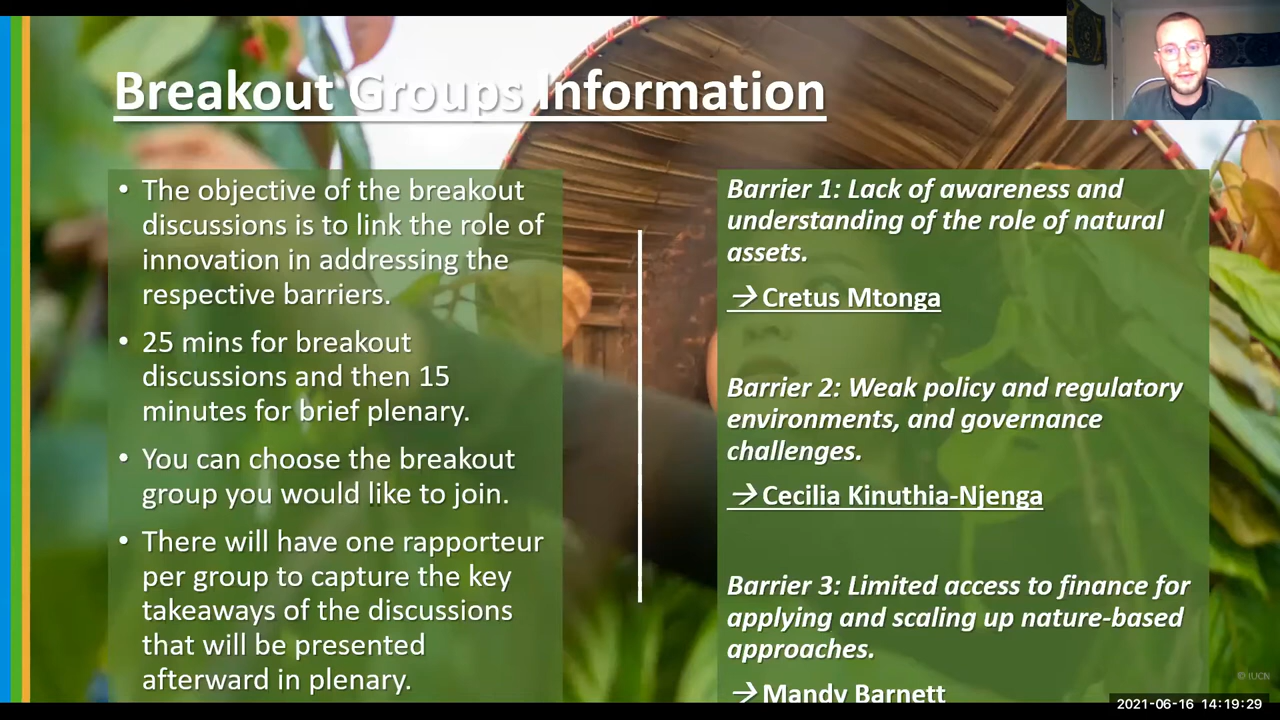 Breakout Groups Information
• The objective of the breakout
discussions is to link the role of
innovation in addressing the
respective barriers.
• 25 mins for breakout
discussions and then 15
minutes for brief plenary.
• You can choose the breakout
group you would like to join.
• There will have one rapporteur
per group to capture the key
takeaways of the discussions
that will be presented
afterward in plenary.
Barrier 1: Lack of awareness and
understanding of the role of natural
assets.
→ Cretus Mtonga
Barrier 2: Weak policy and regulatory
environments, and governance
challenges.
→ Cecilia Kinuthia-Njenga
Barrier 3: Limited access to finance for
applying and scaling up nature-based
approaches.
→ Mandy Barnett
© IUCN
2021-06-16 14:19:29